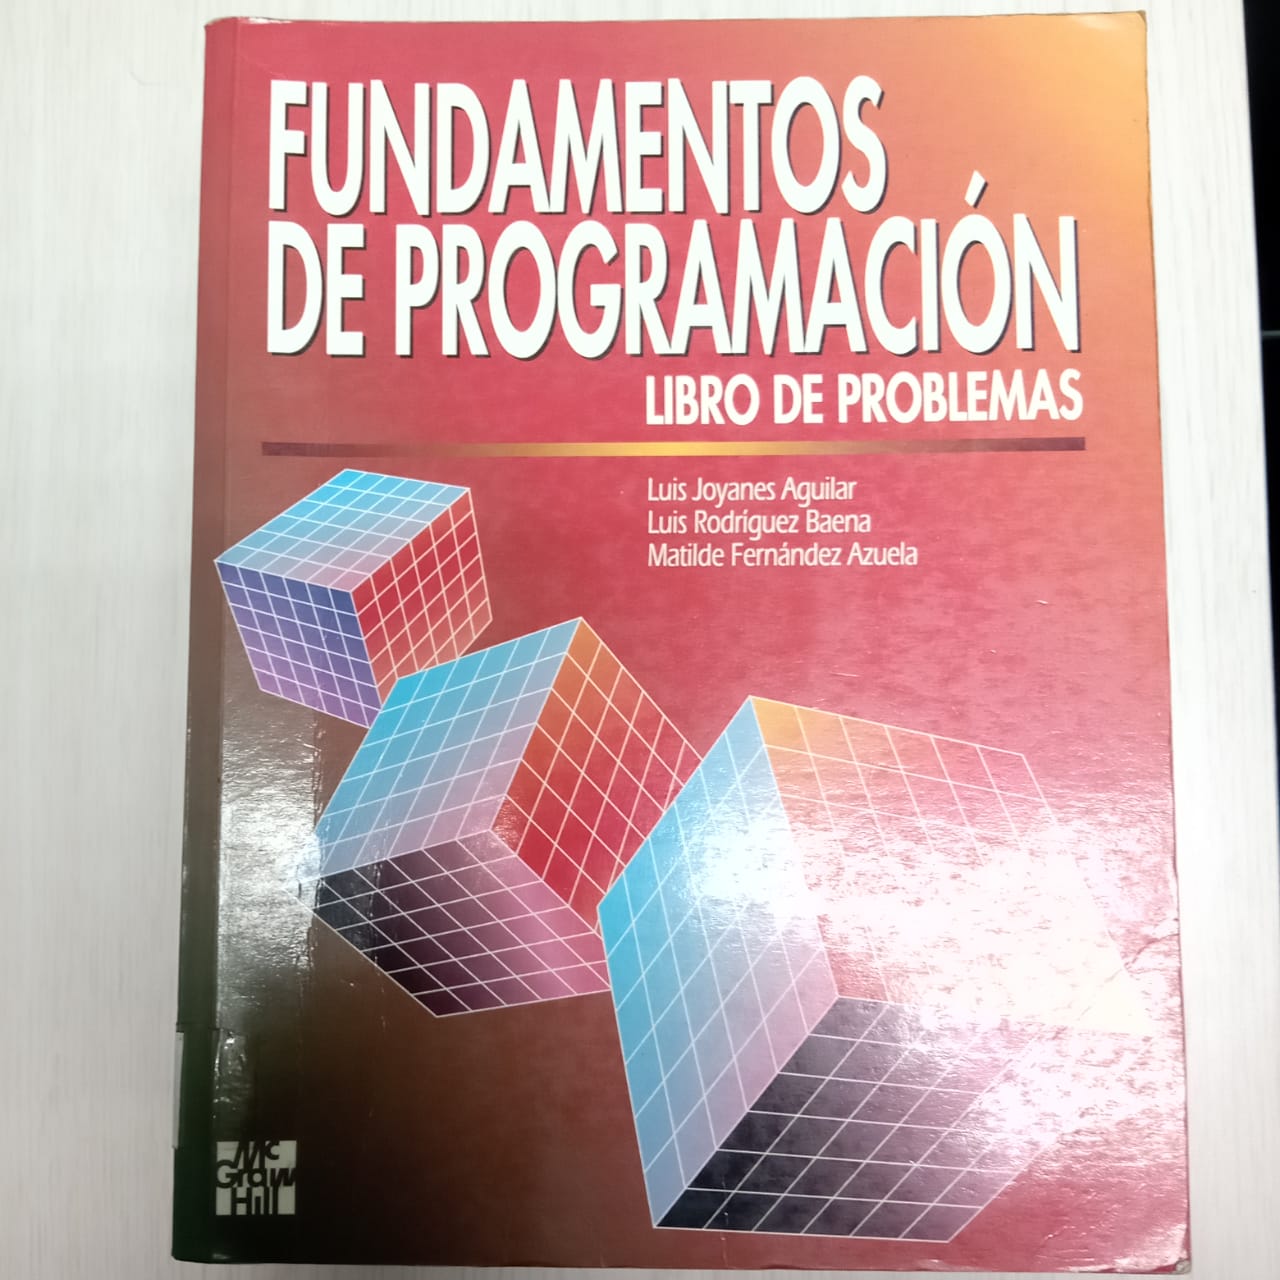 FUNDAMENTOS
DE PROGRAMACIÓN
LIBRO DE PROBLEMAS
Luis Joyanes Aguilar
Luis Rodríguez Baena
Matilde Fernández Azuela
Mc
Graw
Hill